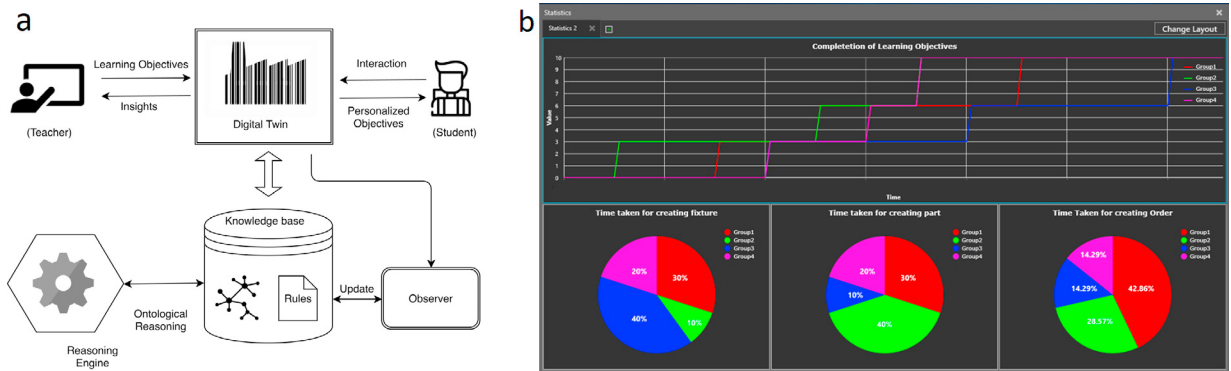 a
Learning Objectives
Insights
(Teacher)
Digital Twin
Interaction
Personalized
Objectives
(Student)
Knowledge base
Rules
Update
Observer
Ontological
Reasoning
Reasoning
Engine
b
Statistics
Statistics 2
Change Layout
Completetion of Learning Objectives
Value
10
9
8
7
6
5
4
3
2
1
0
Group1
Group2
Group3
Group4
Time
Time taken for creating fixture
Group1
Group2
Group3
Group4
20%
30%
40%
10%
Time taken for creating part
Group1
Group2
Group3
Group4
20%
30%
10%
40%
Time Taken for creating Order
Group1
Group2
Group3
Group4
14.29%
14.29%
42.86%
28.57%